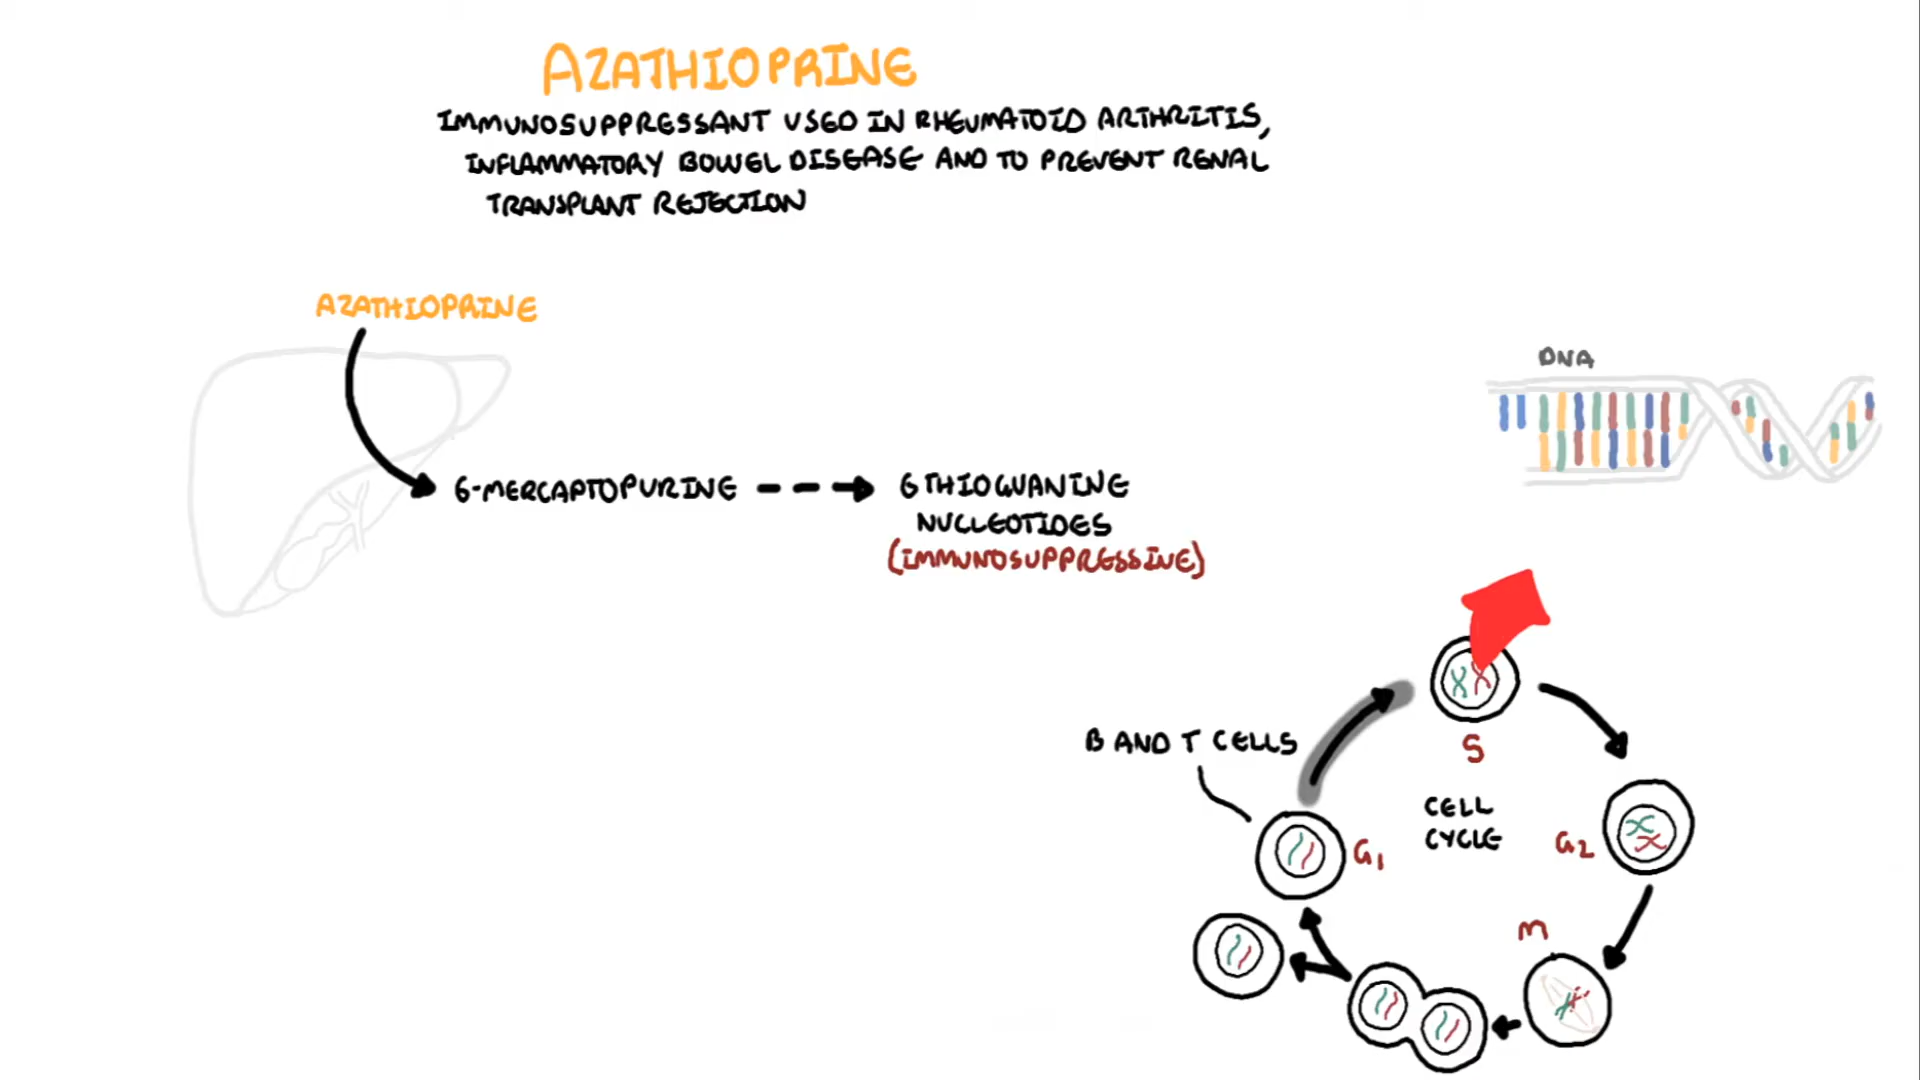 AZATHIOPRINE
IMMUNOSUPPRESSANT USED IN RHEUMATOID ARTHRITIS,
INFLAMMATORY BOWEL DISEASE AND TO PREVENT RENAL
TRANSPLANT REJECTION
AZATHIOPRINE
DNA
6-MERCAPTOPURINE
6 THIOGUANINE
NUCLEOTIDES
(IMMUNOSUPPRESSIVE)
B AND T CELLS
S
CELL
CYCLE
G1
G2
M